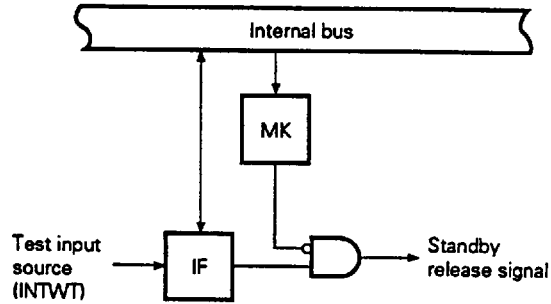 Internal bus
MK
Test input
source
(INTWT)
IF
Standby
release signal